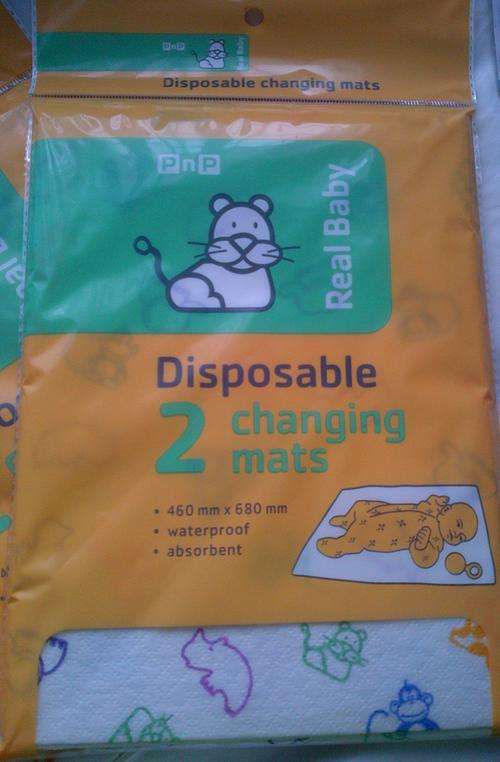 PnP
Real Baby
Disposable changing mats
PnP
Real Baby
Disposable
2 changing
mats
• 460 mm x 680 mm
• waterproof
• absorbent